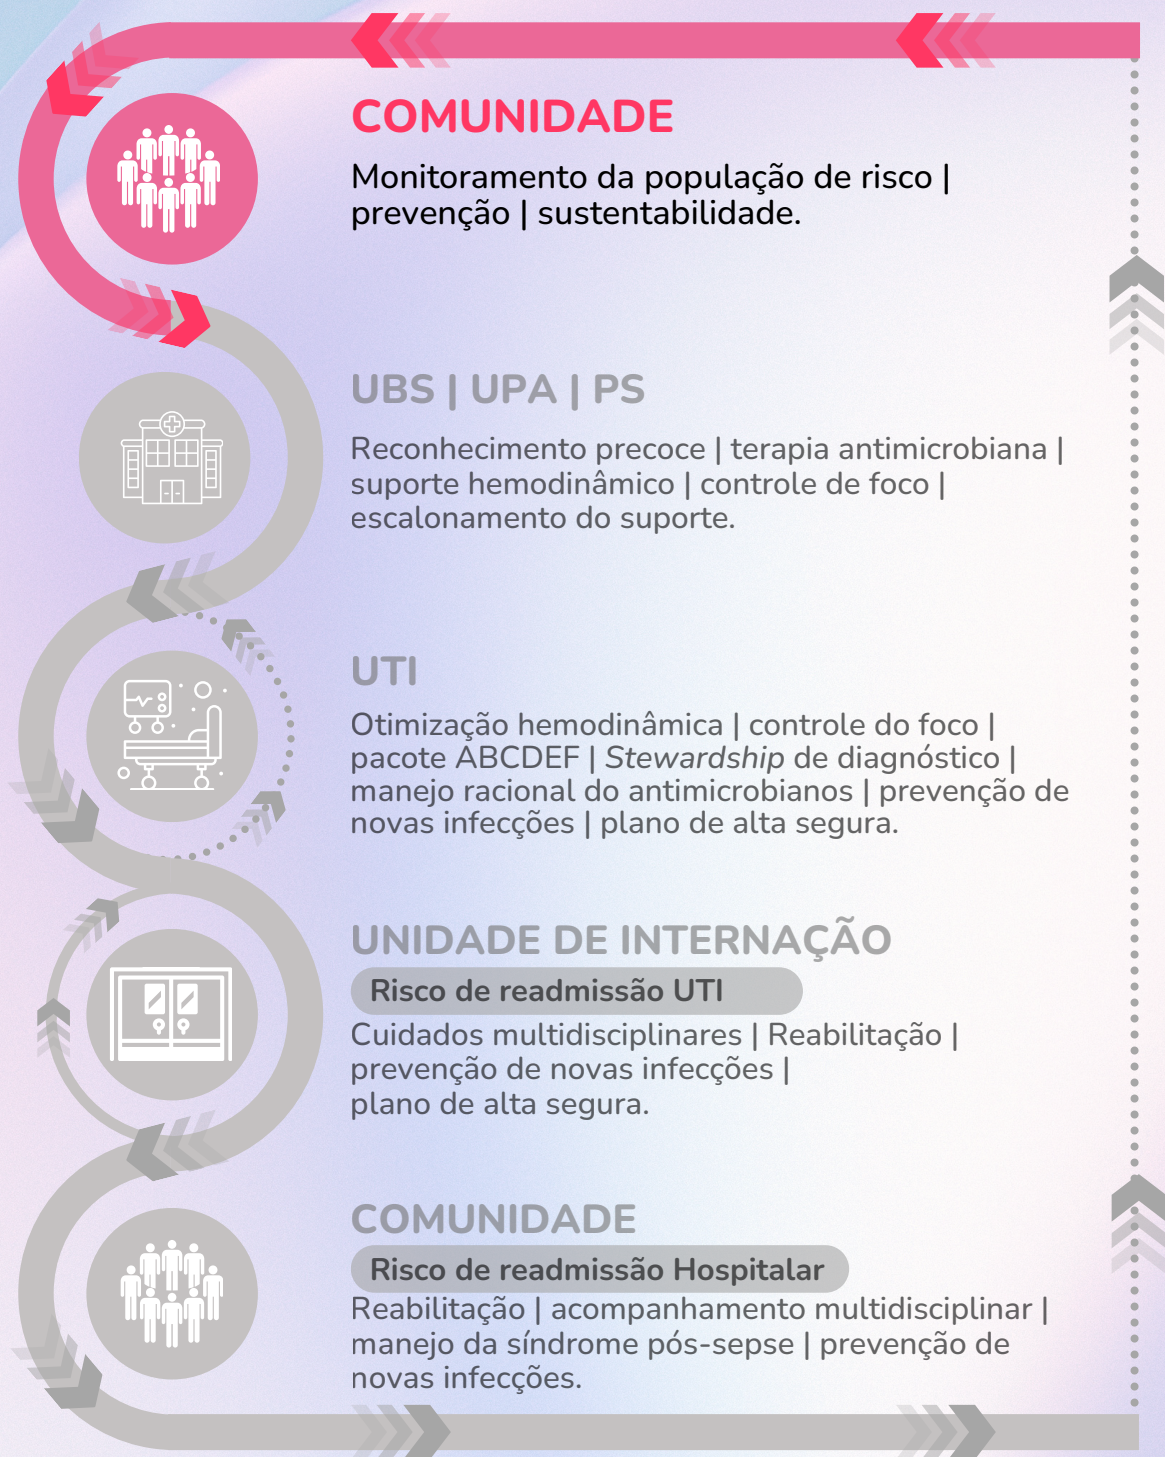 COMUNIDADE
Monitoramento da população de risco |
prevenção | sustentabilidade.
UBS | UPA | PS
Reconhecimento precoce | terapia antimicrobiana |
suporte hemodinâmico | controle de foco |
escalonamento do suporte.
UTI
Otimização hemodinâmica | controle do foco |
pacote ABCDEF | Stewardship de diagnóstico |
manejo racional do antimicrobianos | prevenção de
novas infecções | plano de alta segura.
UNIDADE DE INTERNAÇÃO
Risco de readmissão UTI
Cuidados multidisciplinares | Reabilitação |
prevenção de novas infecções |
plano de alta segura.
COMUNIDADE
Risco de readmissão Hospitalar
Reabilitação | acompanhamento multidisciplinar |
manejo da síndrome pós-sepse | prevenção de
novas infecções.